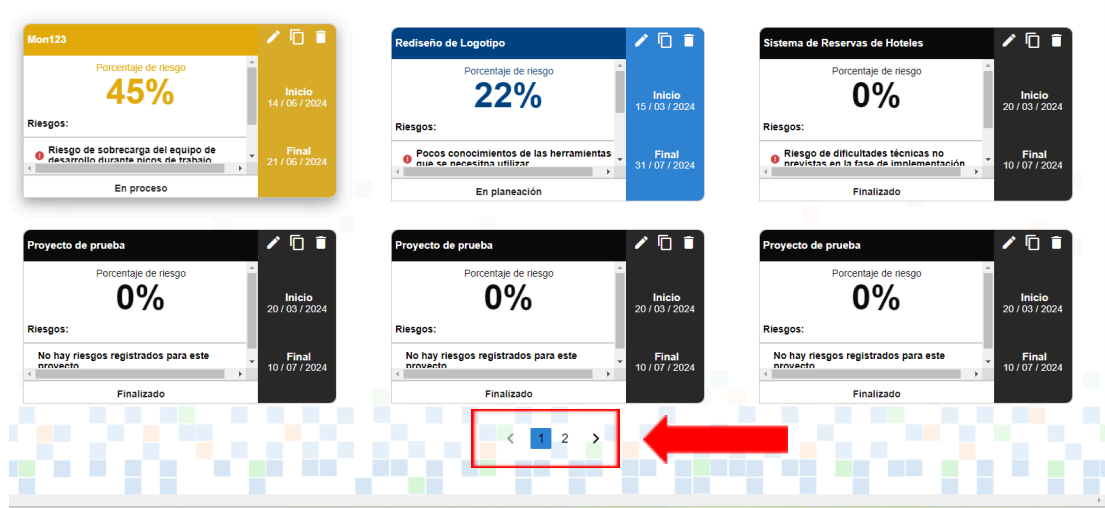 Mon123
Porcentaje de riesgo
45%
Riesgos:
Riesgo de sobrecarga del equipo de
desarrollo durante picos de trabajo
En proceso
Inicio
14 / 06 / 2024
Final
21 / 06 / 2024
Rediseño de Logotipo
Porcentaje de riesgo
22%
Riesgos:
Pocos conocimientos de las herramientas
que se necesitna utilizar
En planeación
Inicio
15 / 03 / 2024
Final
31 / 07 / 2024
Sistema de Reservas de Hoteles
Porcentaje de riesgo
0%
Riesgos:
Riesgo de dificultades técnicas no
previstas en la fase de implementación
Finalizado
Inicio
20 / 03 / 2024
Final
10 / 07 / 2024
Proyecto de prueba
Porcentaje de riesgo
0%
Riesgos:
No hay riesgos registrados para este
proyecto
Finalizado
Inicio
20 / 03 / 2024
Final
10 / 07 / 2024
Proyecto de prueba
Porcentaje de riesgo
0%
Riesgos:
No hay riesgos registrados para este
proyecto
Finalizado
Inicio
20 / 03 / 2024
Final
10 / 07 / 2024
Proyecto de prueba
Porcentaje de riesgo
0%
Riesgos:
No hay riesgos registrados para este
proyecto
Finalizado
Inicio
20 / 03 / 2024
Final
10 / 07 / 2024
1 2